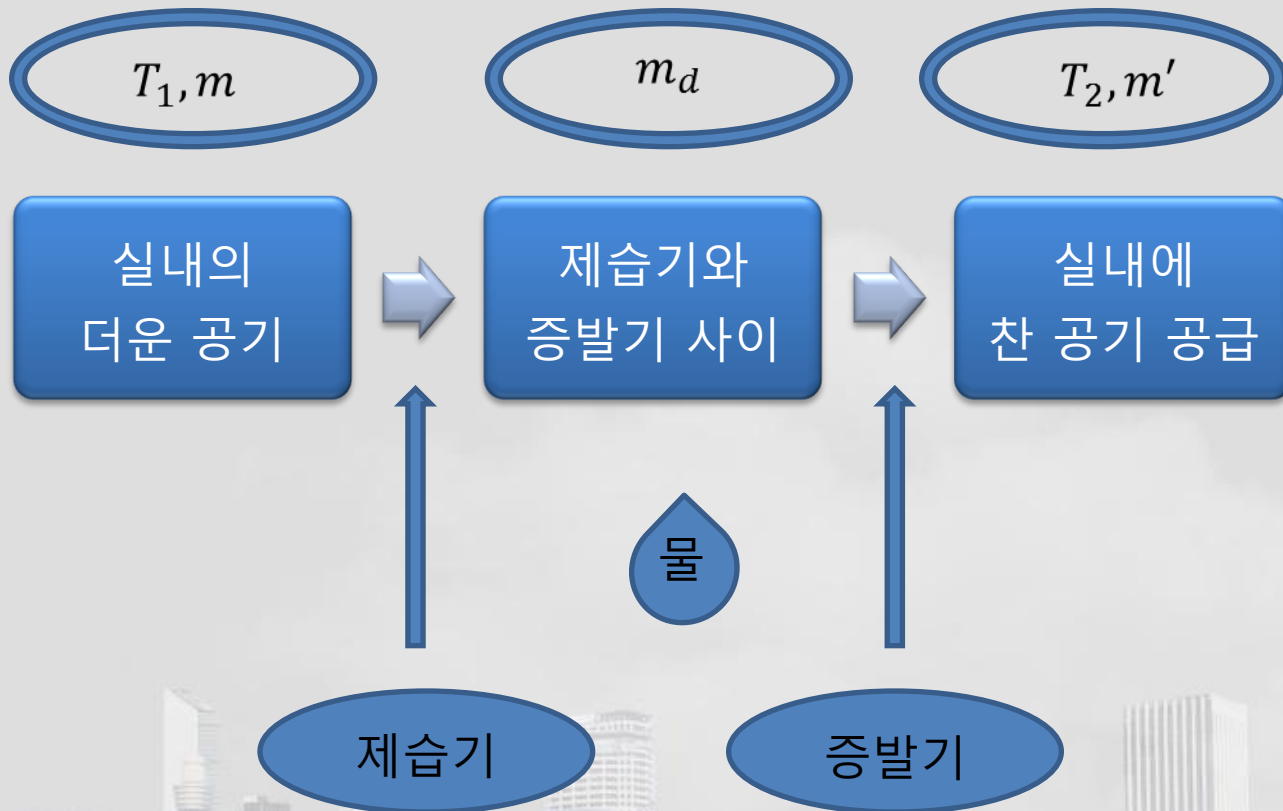 𝑇₁, 𝑚
𝑚_d
𝑇₂, 𝑚′
실내의
더운 공기
제습기와
증발기 사이
실내에
찬 공기 공급
물
제습기
증발기